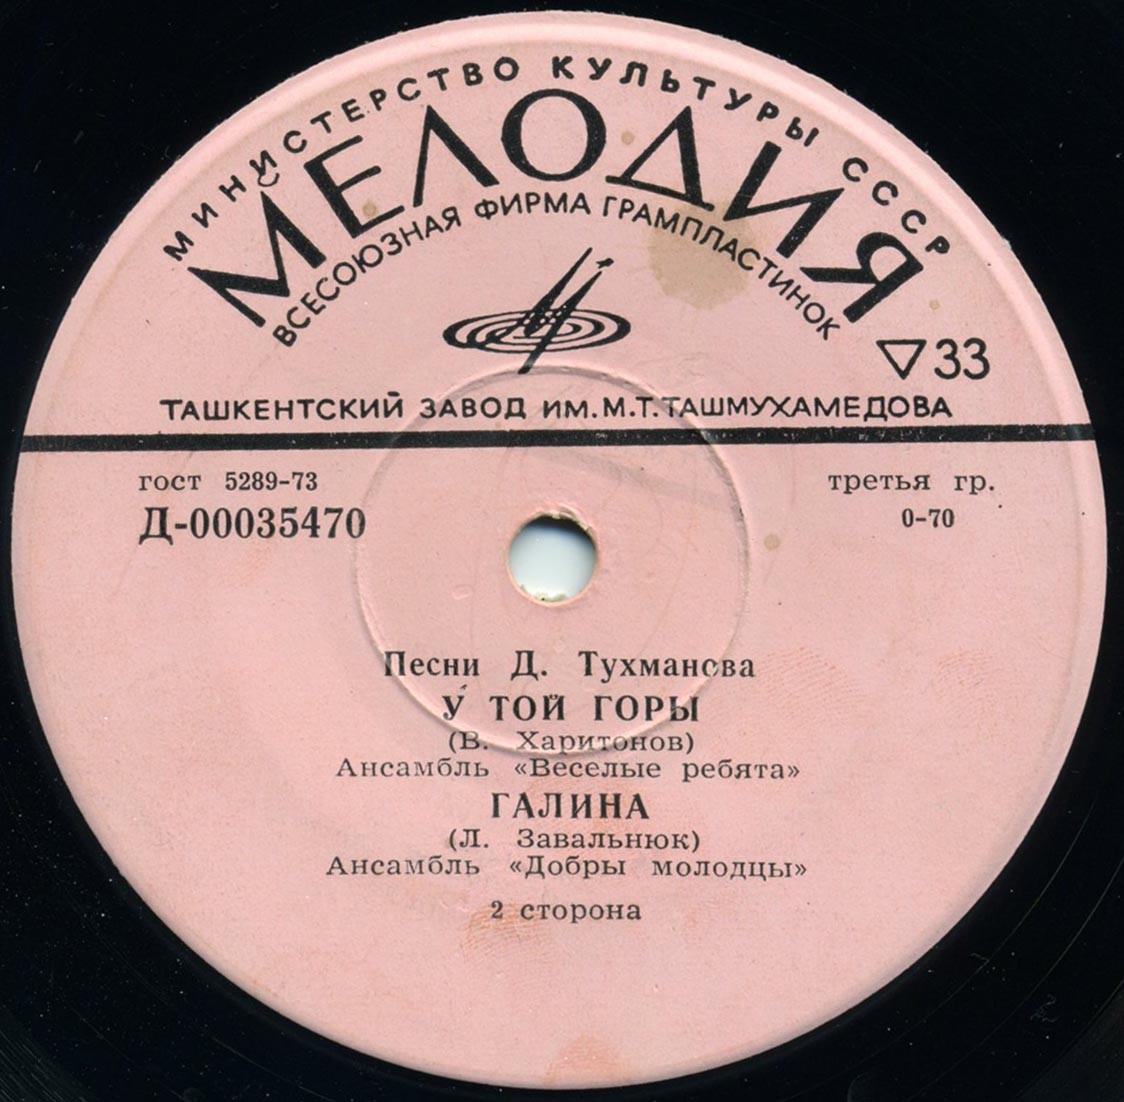 МИНИСТЕРСТВО КУЛЬТУРЫ СССР
МЕЛОДИЯ
ВСЕСОЮЗНАЯ ФИРМА ГРАМПЛАСТИНОК
33
ТАШКЕНТСКИЙ ЗАВОД ИМ. М.Т. ТАШМУХАМЕДОВА
гост 5289-73
третья гр.
Д-00035470
0-70
Песни Д. Тухманова
У ТОЙ ГОРЫ
(В. Харитонов)
Ансамбль «Веселые ребята»
ГАЛИНА
(Л. Завальнюк)
Ансамбль «Добры молодцы»
2 сторона